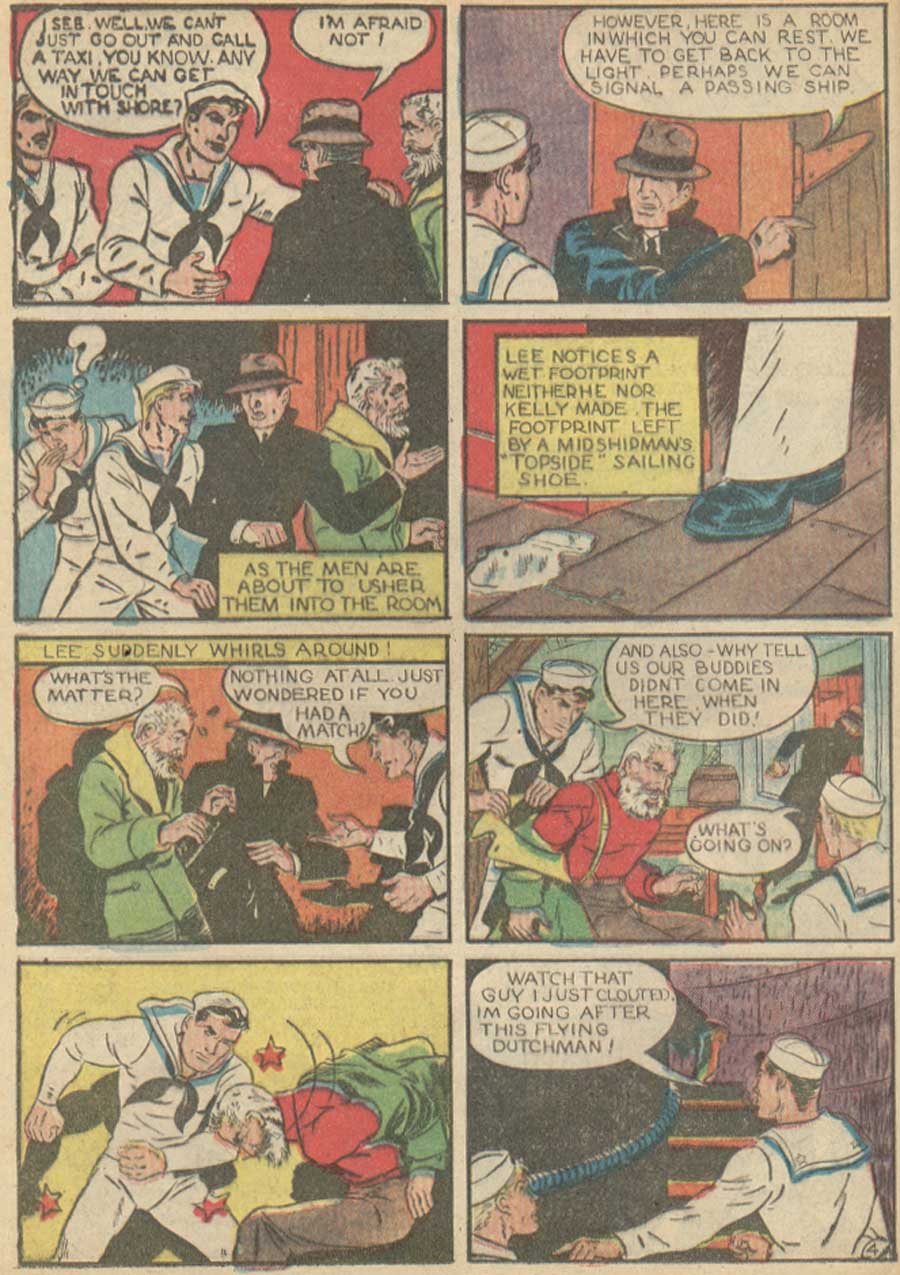 I SEE. WELL, WE CANT
JUST GO OUT AND CALL
A TAXI, YOU KNOW. ANY
WAY WE CAN GET
IN TOUCH
WITH SHORE?
I'M AFRAID
NOT!
HOWEVER, HERE IS A ROOM
IN WHICH YOU CAN REST. WE
HAVE TO GET BACK TO THE
LIGHT. PERHAPS WE CAN
SIGNAL A PASSING SHIP.
?
AS THE MEN ARE
ABOUT TO USHER
THEM INTO THE ROOM
LEE NOTICES A
WET FOOTPRINT
NEITHERHE NOR
KELLY MADE. THE
FOOTPRINT LEFT
BY A MIDSHIPMAN'S
"TOPSIDE" SAILING
SHOE.
LEE SUDDENLY WHIRLS AROUND!
WHAT'S THE
MATTER?
NOTHING AT ALL. JUST
WONDERED IF YOU
HAD A
MATCH?
AND ALSO - WHY TELL
US OUR BUDDIES
DIDNT COME IN
HERE, WHEN
THEY DID!
WHAT'S
GOING ON?
WATCH THAT
GUY I JUST CLOUTED.
IM GOING AFTER
THIS FLYING
DUTCHMAN!
4